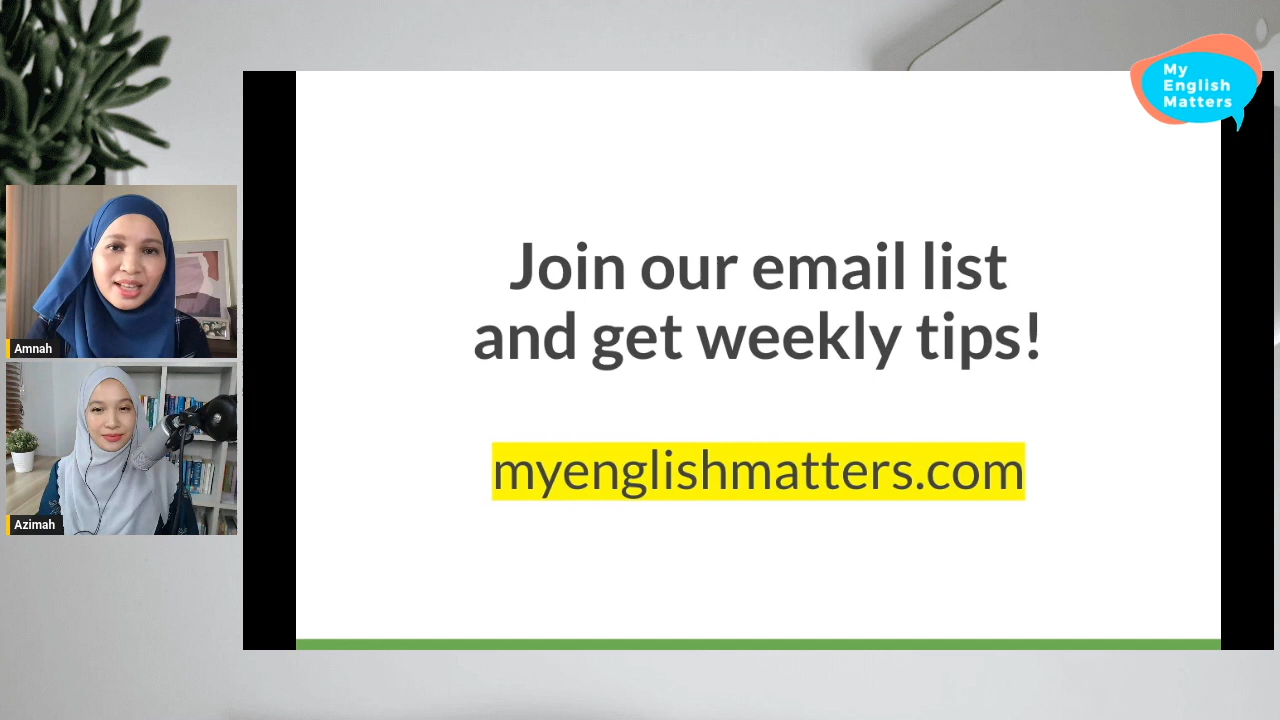 My
English
Matters
Join our email list
and get weekly tips!
myenglishmatters.com
Amnah
Azimah